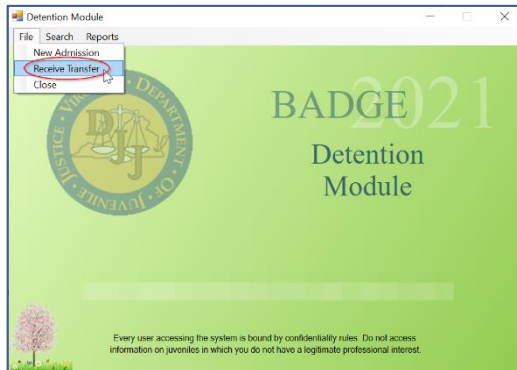 Detention Module
File Search Reports
New Admission
Receive Transfer
Close
VIRGINIA DEPARTMENT OF JUVENILE JUSTICE
DJJ
2021
BADGE
Detention
Module
Every user accessing the system is bound by confidentiality rules. Do not access
information on juveniles in which you do not have a legitimate professional interest.